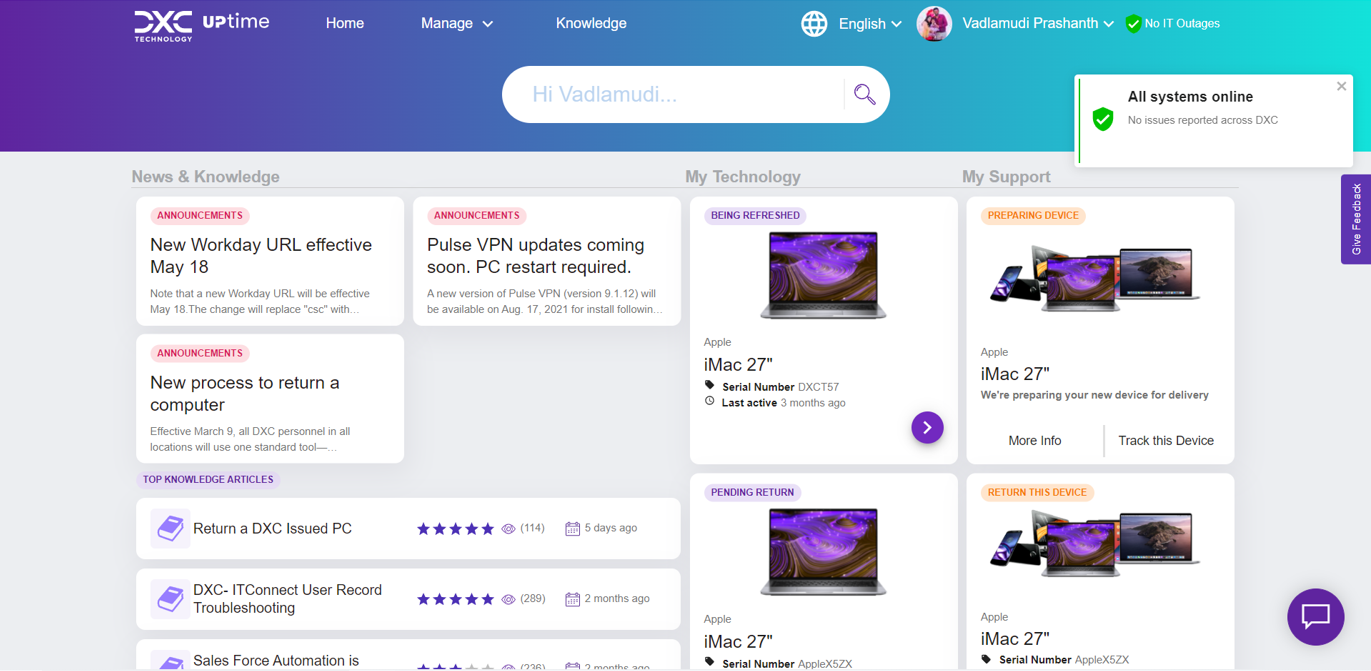 DXC TECHNOLOGY UPtime
Home
Manage
Knowledge
English
Vadlamudi Prashanth
No IT Outages
Hi Vadlamudi...
All systems online
No issues reported across DXC
Give Feedback
News & Knowledge
ANNOUNCEMENTS
New Workday URL effective
May 18
Note that a new Workday URL will be effective
May 18.The change will replace "csc" with...
ANNOUNCEMENTS
Pulse VPN updates coming
soon. PC restart required.
A new version of Pulse VPN (version 9.1.12) will
be available on Aug. 17, 2021 for install followin...
ANNOUNCEMENTS
New process to return a
computer
Effective March 9, all DXC personnel in all
locations will use one standard tool—...
TOP KNOWLEDGE ARTICLES
Return a DXC Issued PC (114) 5 days ago
DXC- ITConnect User Record
Troubleshooting
(289) 2 months ago
Sales Force Automation is
(236) 2 months ago
My Technology
BEING REFRESHED
Apple
iMac 27"
Serial Number DXCT57
Last active 3 months ago
PENDING RETURN
Apple
iMac 27"
Serial Number AppleX5ZX
My Support
PREPARING DEVICE
Apple
iMac 27"
We're preparing your new device for delivery
More Info
Track this Device
RETURN THIS DEVICE
Apple
iMac 27"
Serial Number AppleX5ZX